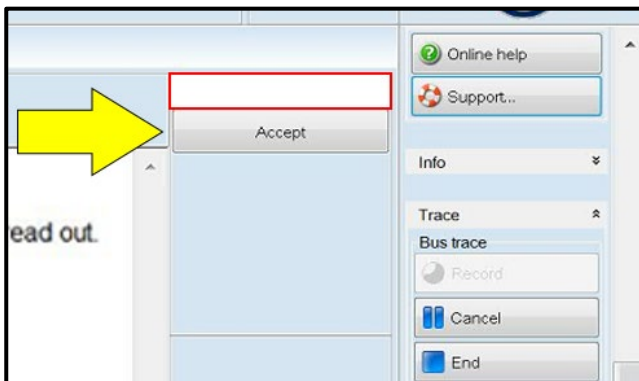 Online help
Support...
Accept
Info
Trace
ead out.
Bus trace
Record
Cancel
End